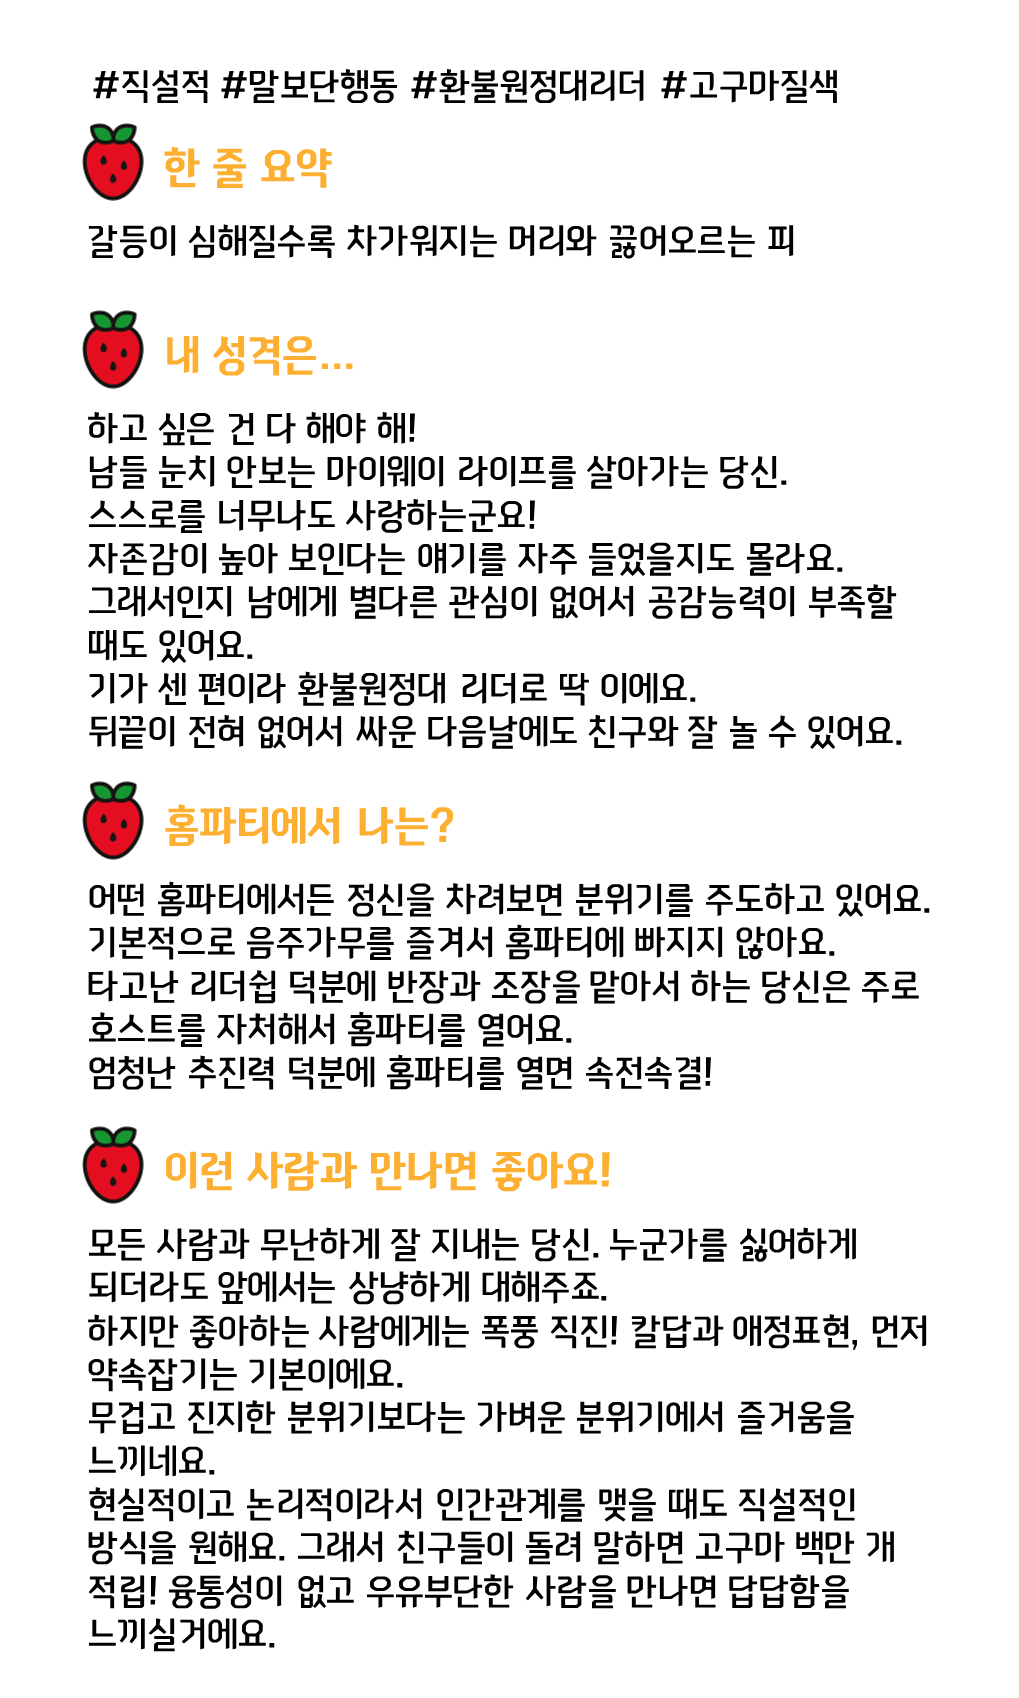 #직설적 #말보단행동 #환불원정대리더 #고구마질색
한 줄 요약
갈등이 심해질수록 차가워지는 머리와 끓어오르는 피
내 성격은...
하고 싶은 건 다 해야 해!
남들 눈치 안보는 마이웨이 라이프를 살아가는 당신.
스스로를 너무나도 사랑하는군요!
자존감이 높아 보인다는 얘기를 자주 들었을지도 몰라요.
그래서인지 남에게 별다른 관심이 없어서 공감능력이 부족할
때도 있어요.
기가 센 편이라 환불원정대 리더로 딱 이에요.
뒤끝이 전혀 없어서 싸운 다음날에도 친구와 잘 놀 수 있어요.
홈파티에서 나는?
어떤 홈파티에서든 정신을 차려보면 분위기를 주도하고 있어요.
기본적으로 음주가무를 즐겨서 홈파티에 빠지지 않아요.
타고난 리더쉽 덕분에 반장과 조장을 맡아서 하는 당신은 주로
호스트를 자처해서 홈파티를 열어요.
엄청난 추진력 덕분에 홈파티를 열면 속전속결!
이런 사람과 만나면 좋아요!
모든 사람과 무난하게 잘 지내는 당신. 누군가를 싫어하게
되더라도 앞에서는 상냥하게 대해주죠.
하지만 좋아하는 사람에게는 폭풍 직진! 칼답과 애정표현, 먼저
약속잡기는 기본이에요.
무겁고 진지한 분위기보다는 가벼운 분위기에서 즐거움을
느끼네요.
현실적이고 논리적이라서 인간관계를 맺을 때도 직설적인
방식을 원해요. 그래서 친구들이 돌려 말하면 고구마 백만 개
적립! 융통성이 없고 우유부단한 사람을 만나면 답답함을
느끼실거에요.